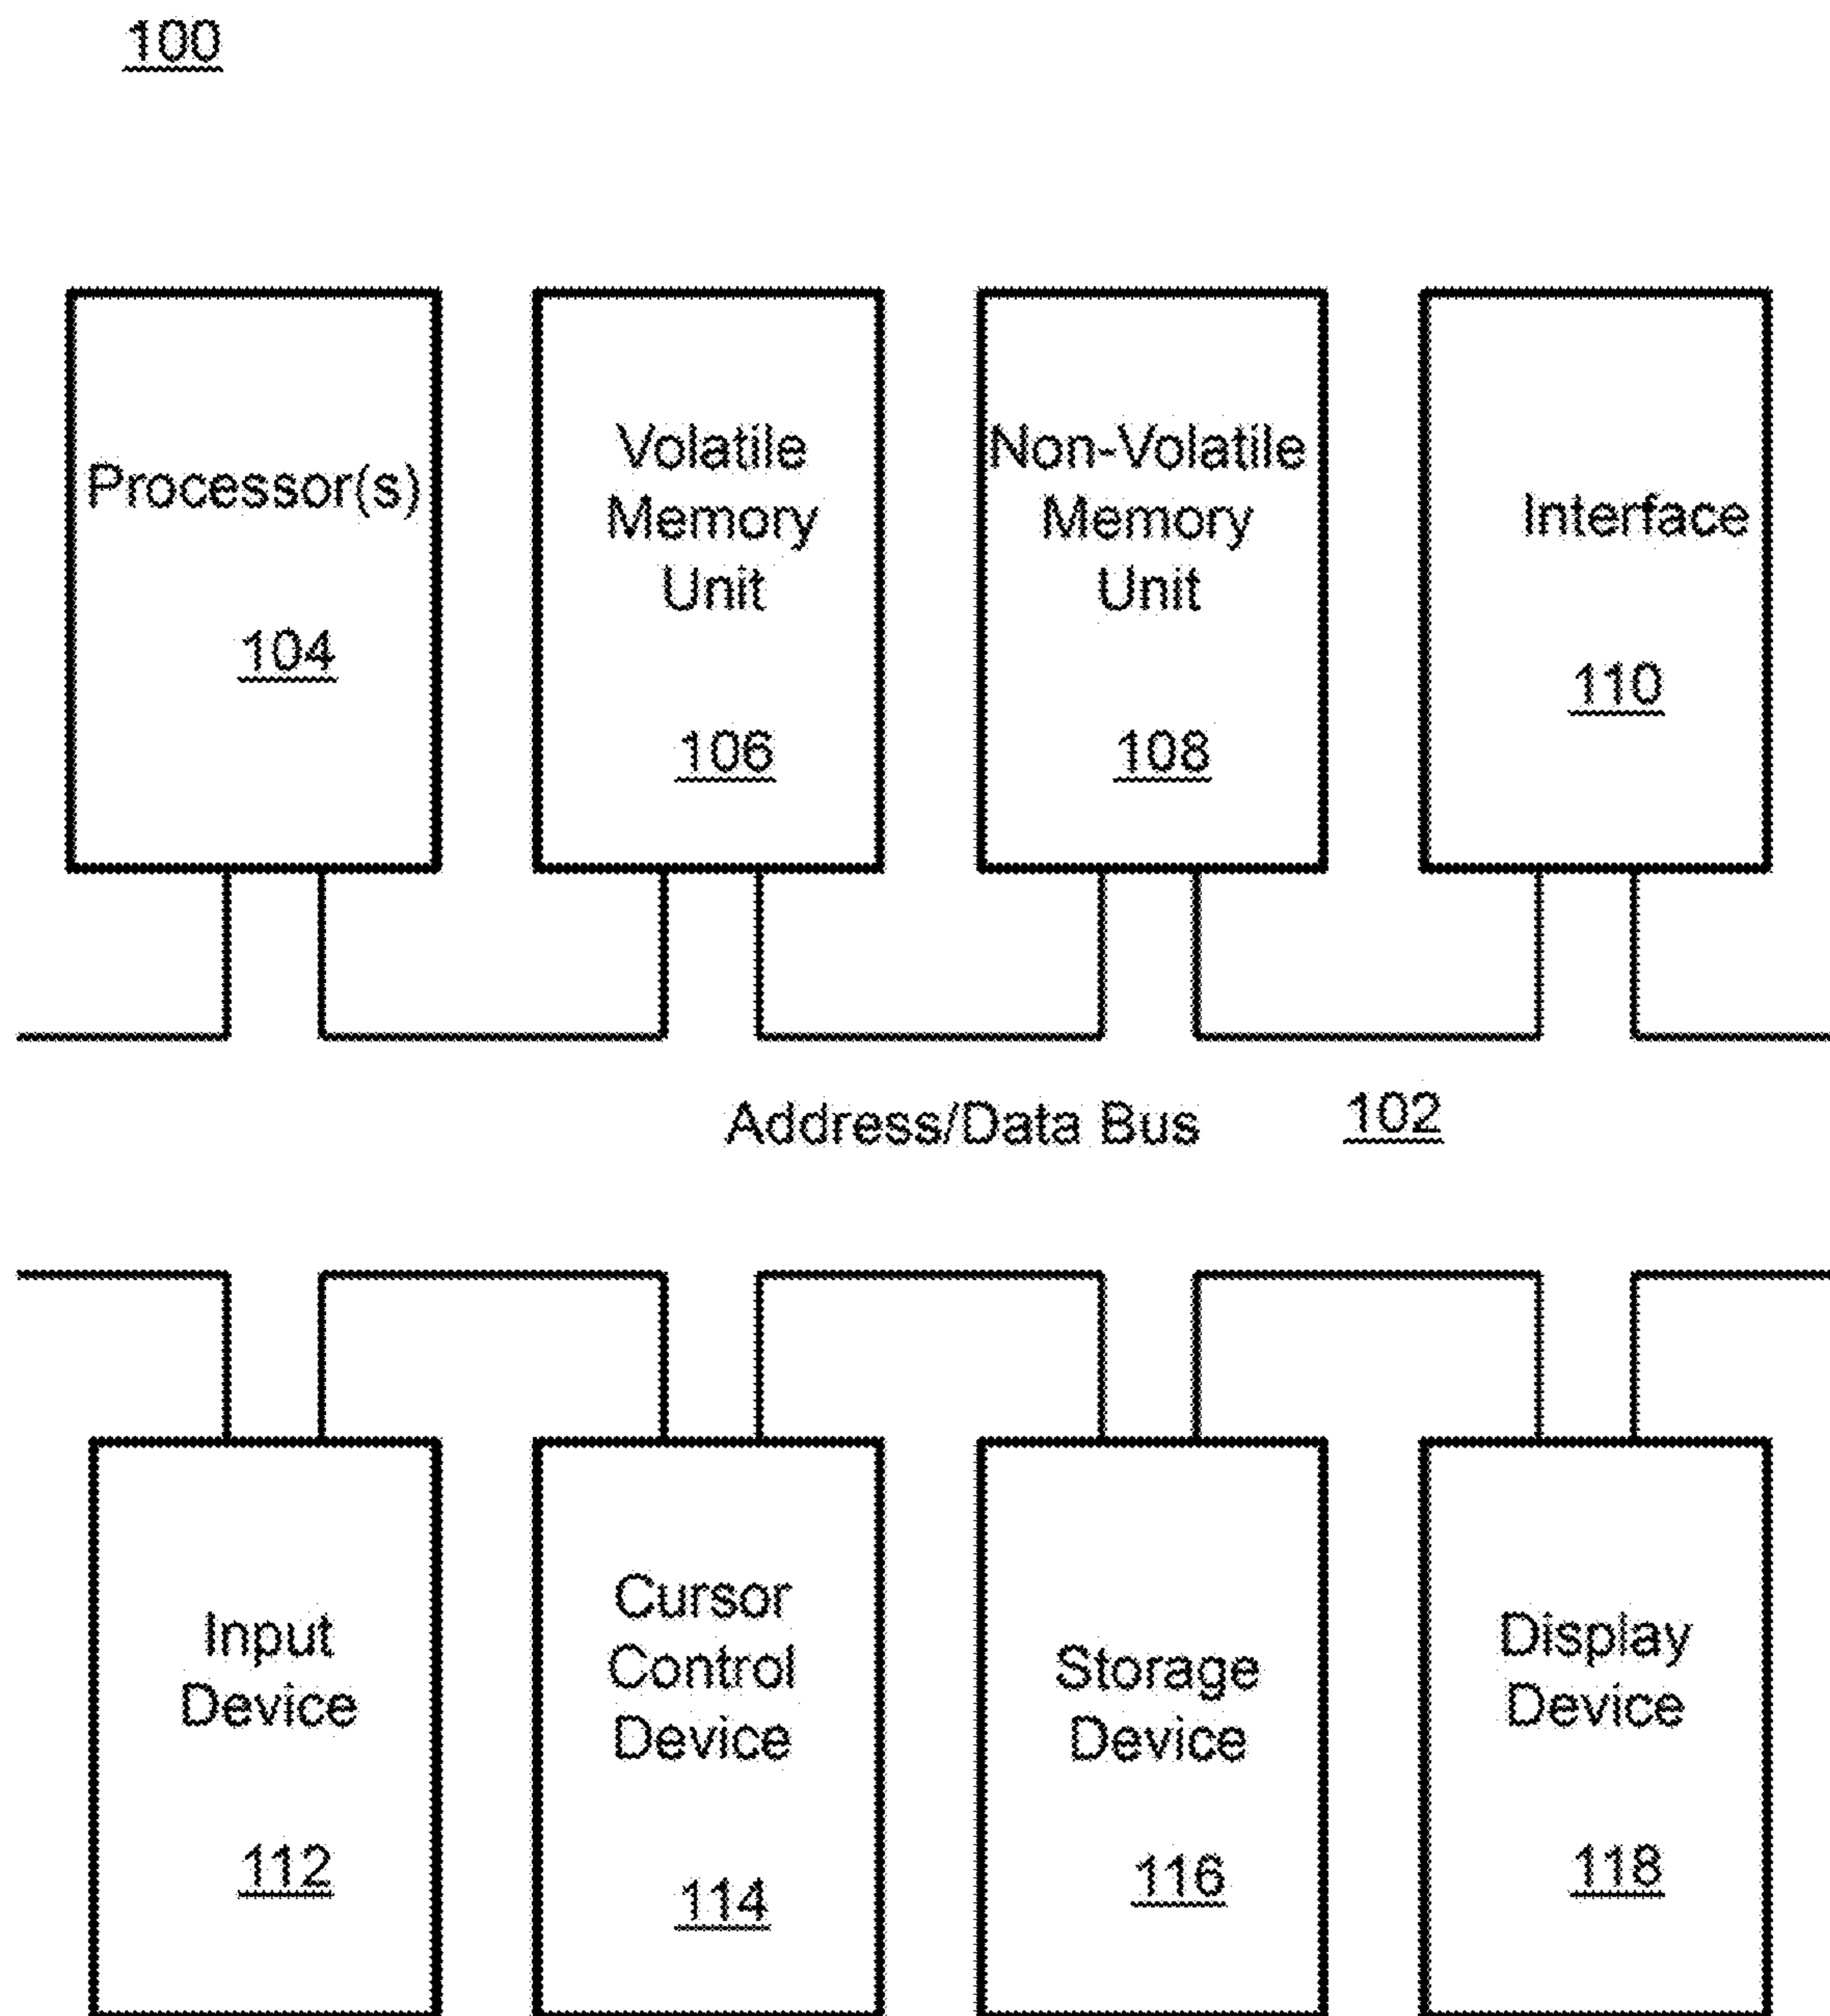 100
Processor(s)
104
Volatile
Memory
Unit
106
Non-Volatile
Memory
Unit
108
Interface
110
Address/Data Bus 102
Input
Device
112
Cursor
Control
Device
114
Storage
Device
116
Display
Device
118